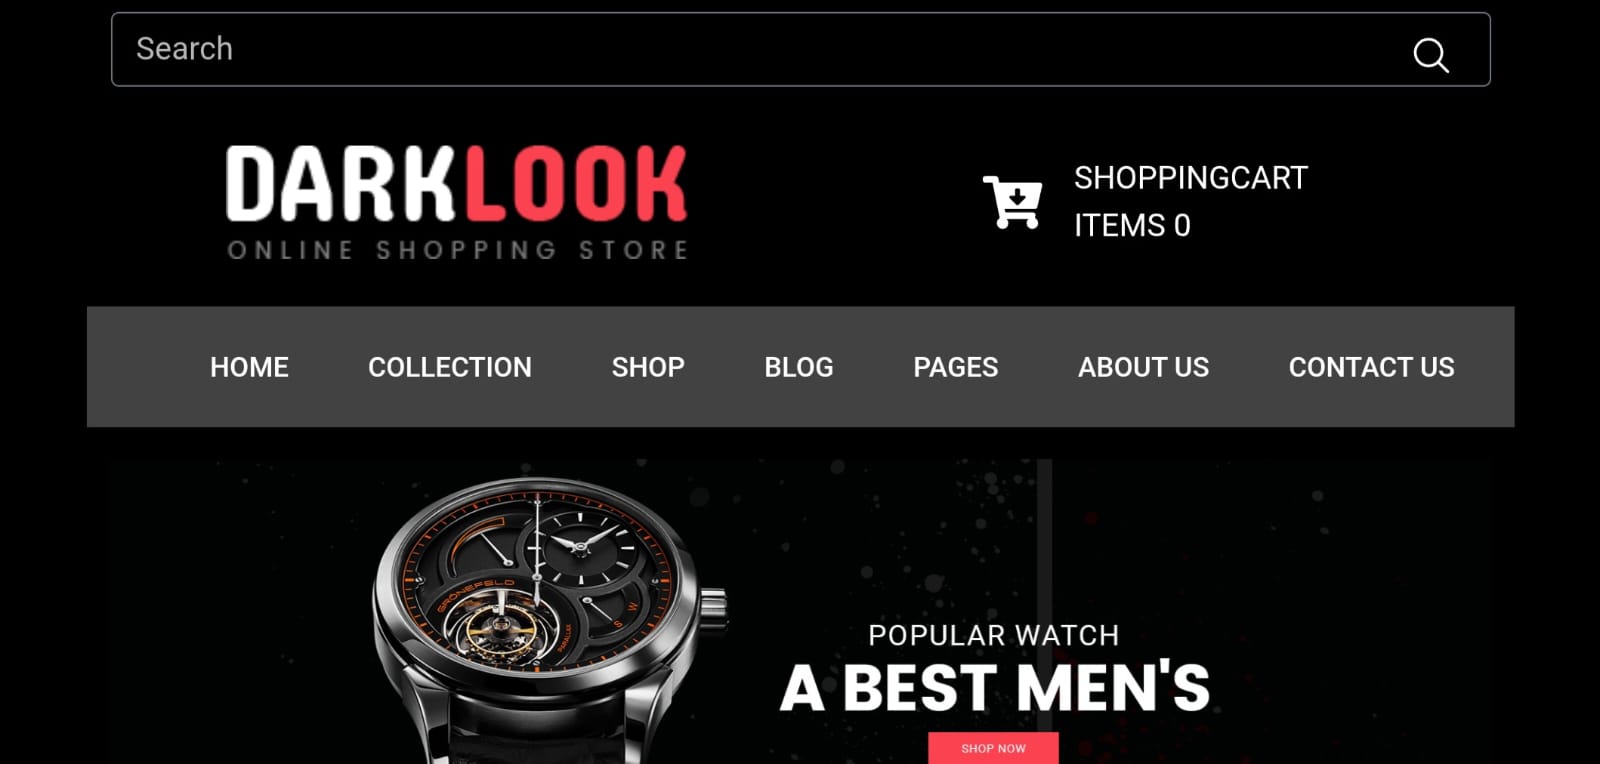 Search
DARKLOOK
ONLINE SHOPPING STORE
SHOPPINGCART
ITEMS 0
HOME COLLECTION SHOP BLOG PAGES ABOUT US CONTACT US
GRÖNEFELD
PARALLAX
S W
POPULAR WATCH
A BEST MEN'S
SHOP NOW